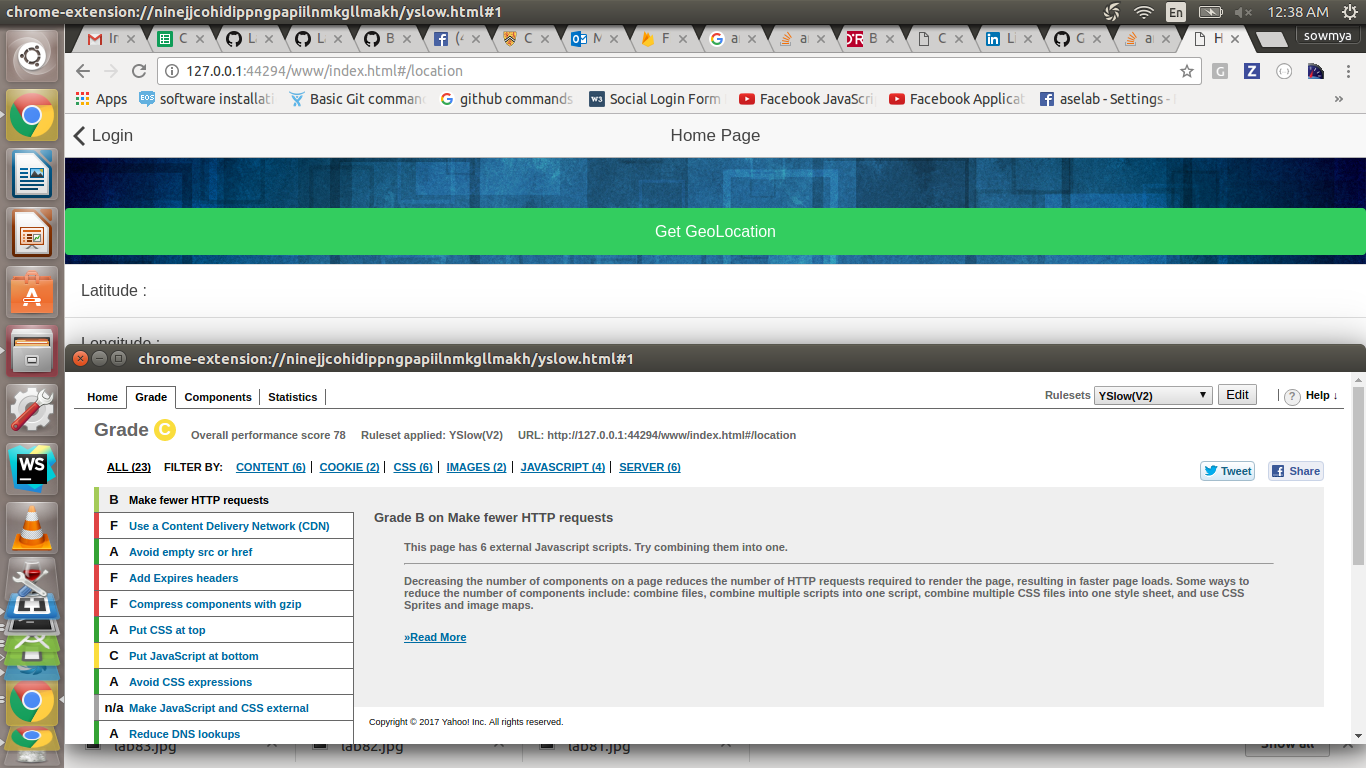 chrome-extension://ninejjcohidippngpapiilnmkgllmakh/yslow.html#1
En
12:38 AM
sowmya
127.0.0.1:44294/www/index.html#/location
Apps
software installati
Basic Git comman
github commands
Social Login Form
Facebook JavaScri
Facebook Applicat
aselab - Settings -
»
Login
Home Page
Get GeoLocation
Latitude :
Longitude :
chrome-extension://ninejjcohidippngpapiilnmkgllmakh/yslow.html#1
Home
Grade
Components
Statistics
Rulesets
YSlow(V2)
Edit
? Help ↓
Grade C
Overall performance score 78
Ruleset applied: YSlow(V2)
URL: http://127.0.0.1:44294/www/index.html#/location
ALL (23)
FILTER BY:
CONTENT (6)
COOKIE (2)
CSS (6)
IMAGES (2)
JAVASCRIPT (4)
SERVER (6)
Tweet
Share
B Make fewer HTTP requests
F Use a Content Delivery Network (CDN)
A Avoid empty src or href
F Add Expires headers
F Compress components with gzip
A Put CSS at top
C Put JavaScript at bottom
A Avoid CSS expressions
n/a Make JavaScript and CSS external
A Reduce DNS lookups
Grade B on Make fewer HTTP requests
This page has 6 external Javascript scripts. Try combining them into one.
Decreasing the number of components on a page reduces the number of HTTP requests required to render the page, resulting in faster page loads. Some ways to
reduce the number of components include: combine files, combine multiple scripts into one script, combine multiple CSS files into one style sheet, and use CSS
Sprites and image maps.
»Read More
Copyright © 2017 Yahoo! Inc. All rights reserved.
lab83.jpg
lab82.jpg
lab81.jpg
Show all